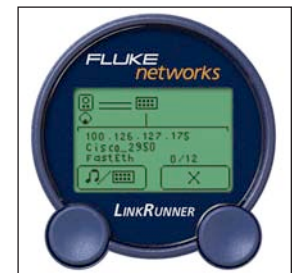 FLUKE
networks
100.126.127.175
Cisco_2950
FastEth 0/12
X
LINKRUNNER